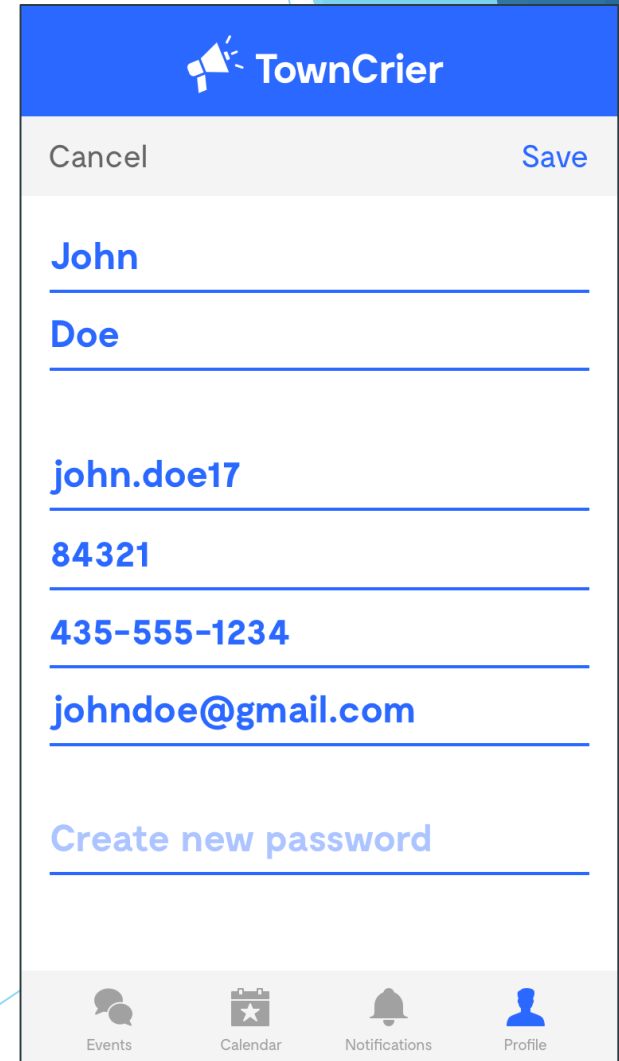 TownCrier
Cancel Save
John
Doe
john.doe17
84321
435-555-1234
johndoe@gmail.com
Create new password
Events Calendar Notifications Profile